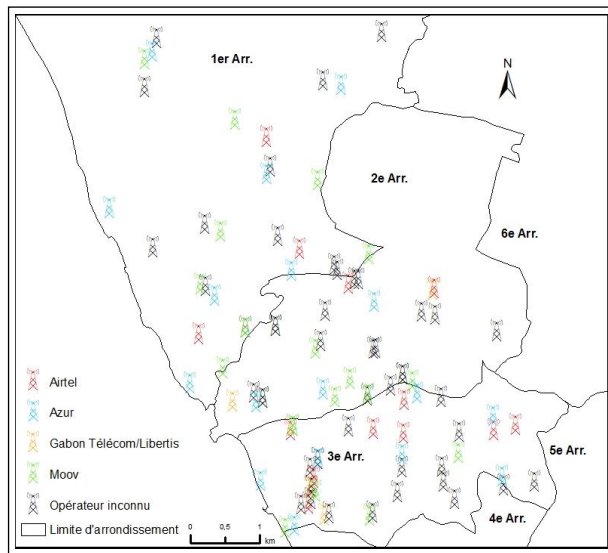 1er Arr.
N
2e Arr.
6e Arr.
Airtel
Azur
Gabon Télécom/Libertis
Moov
Opérateur inconnu
Limite d'arrondissement
3e Arr.
5e Arr.
4e Arr.
0 0,5 1
km